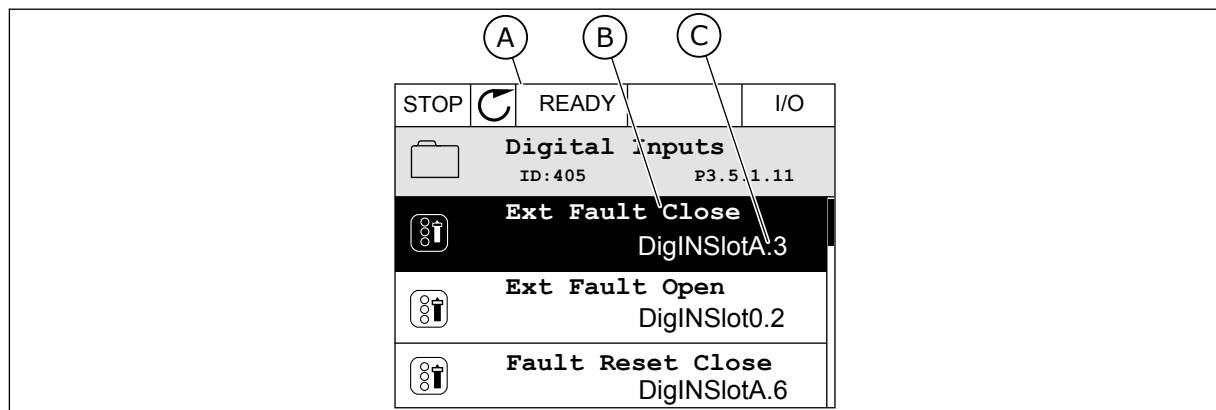 A B C
STOP READY I/O
Digital Inputs
ID:405 P3.5.1.11
Ext Fault Close
DigINSlotA.3
Ext Fault Open
DigINSlot0.2
Fault Reset Close
DigINSlotA.6